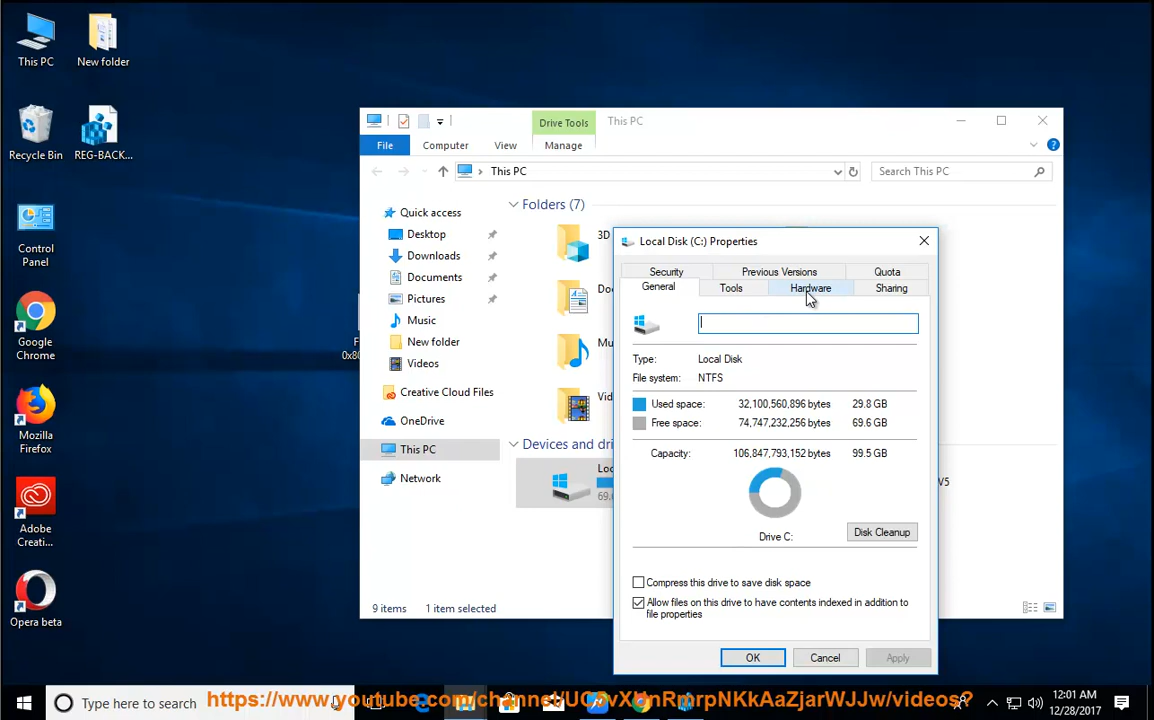 This PC
New folder
Recycle Bin
REG-BACK...
Control
Panel
Google
Chrome
Mozilla
Firefox
Adobe
Creati...
Opera beta
Drive Tools
This PC
File
Computer
View
Manage
This PC
Search This PC
Quick access
Desktop
Downloads
Documents
Pictures
Music
New folder
Videos
Creative Cloud Files
OneDrive
This PC
Network
Folders (7)
3D
Doc
Mu
Vid
Devices and dri
Loc
69.
9 items
1 item selected
Local Disk (C:) Properties
Security
Previous Versions
Quota
General
Tools
Hardware
Sharing
Type:
Local Disk
File system:
NTFS
Used space:
32,100,560,896 bytes
29.8 GB
Free space:
74,747,232,256 bytes
69.6 GB
Capacity:
106,847,793,152 bytes
99.5 GB
Drive C:
Disk Cleanup
Compress this drive to save disk space
Allow files on this drive to have contents indexed in addition to
file properties
OK
Cancel
Apply
Type here to search
12:01 AM
12/28/2017